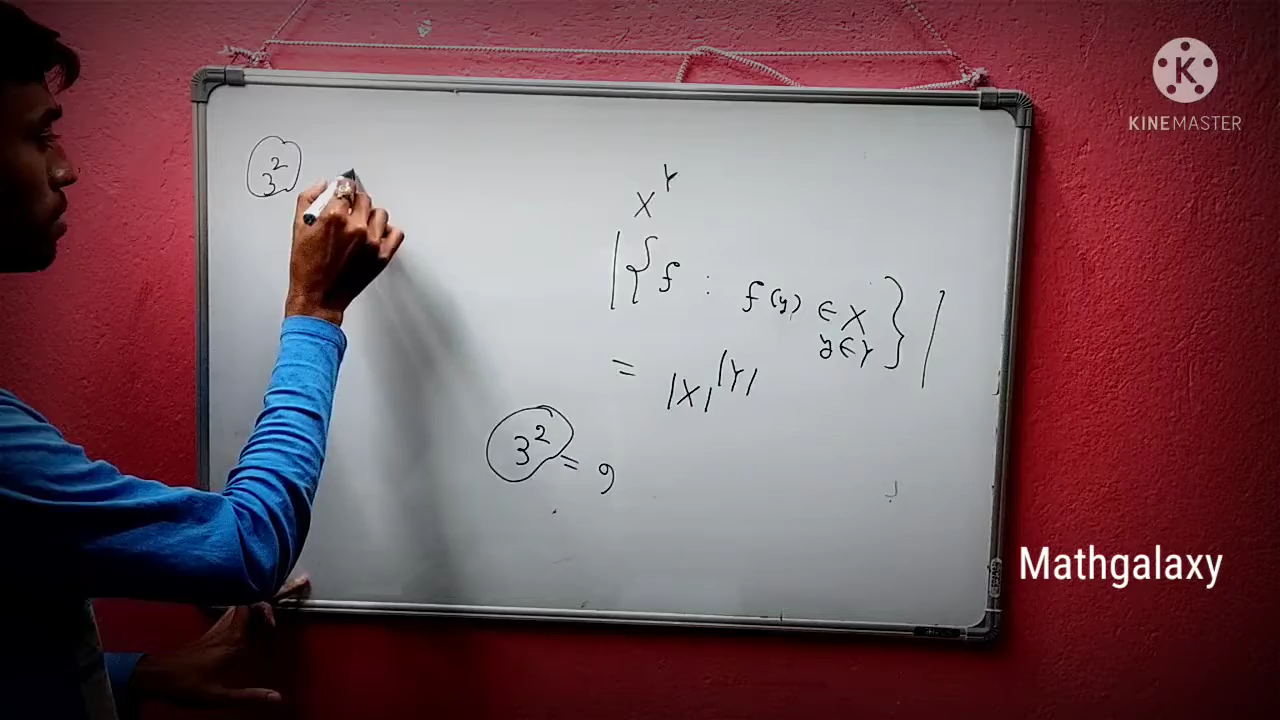 3²
X^Y
|{f : f(y) ∈ X
y ∈ Y}|
= |X|^|Y|
3² = 9
K
KINEMASTER
Mathgalaxy